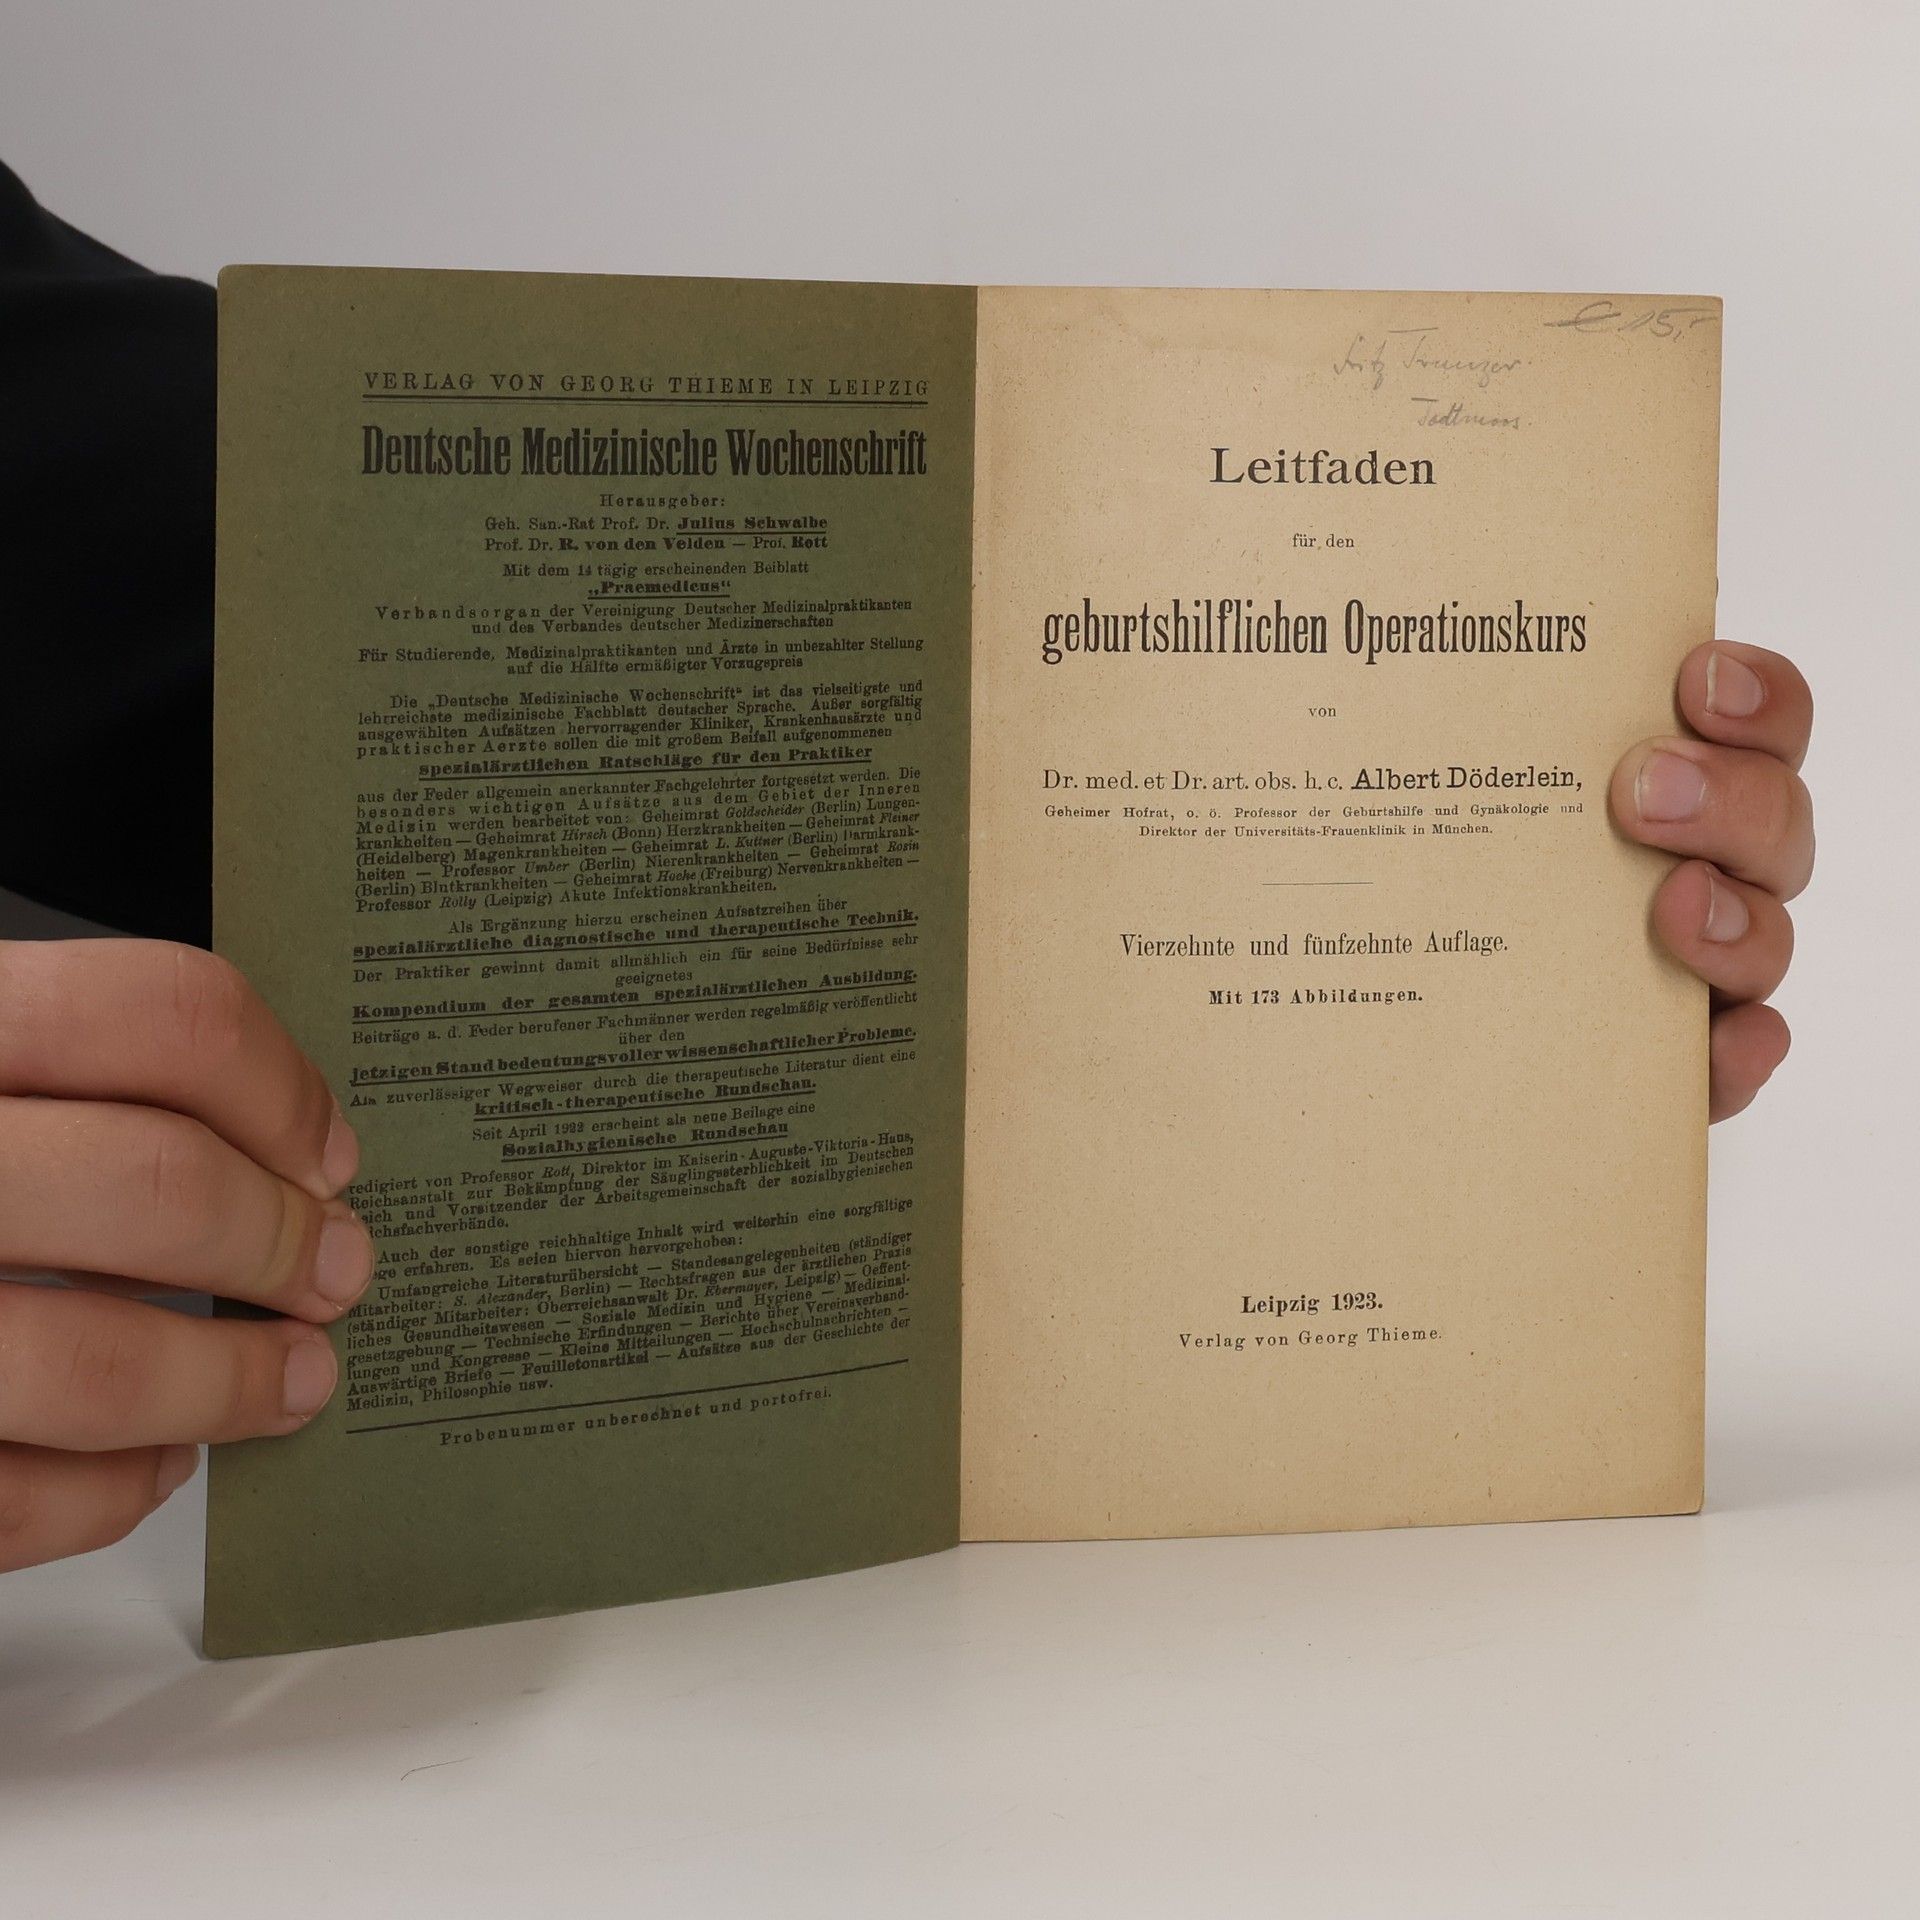 VERLAG VON GEORG THIEME IN LEIPZIG
Deutsche Medizinische Wochenschrift
Herausgeber:
Geh. San.-Rat Prof. Dr. Julius Schwalbe
Prof. Dr. R. von den Velden — Prof. Rott
Mit dem 14 tägig erscheinenden Beiblatt
„Praemedicus“
Verbandsorgan der Vereinigung Deutscher Medizinalpraktikanten
und des Verbandes deutscher Medizinerschaften
Für Studierende, Medizinalpraktikanten und Ärzte in unbezahlter Stellung
auf die Hälfte ermäßigter Vorzugspreis
Die „Deutsche Medizinische Wochenschrift“ ist das vielseitigste und
lehrreichste medizinische Fachblatt deutscher Sprache. Außer sorgfältig
ausgewählten Aufsätzen hervorragender Kliniker, Krankenhausärzte und
praktischer Aerzte sollen die mit großem Beifall aufgenommenen
spezialärztlichen Ratschläge für den Praktiker
aus der Feder allgemein anerkannter Fachgelehrter fortgesetzt werden. Die
besonders wichtigen Aufsätze aus dem Gebiet der Inneren
Medizin werden bearbeitet von: Geheimrat Goldscheider (Berlin) Lungen-
krankheiten — Geheimrat Hirsch (Bonn) Herzkrankheiten — Geheimrat Fleiner
(Heidelberg) Magenkrankheiten — Geheimrat L. Kuttner (Berlin) Darmkrank-
heiten — Professor Umber (Berlin) Nierenkrankheiten — Geheimrat Rosin
(Berlin) Blutkrankheiten — Geheimrat Hoche (Freiburg) Nervenkrankheiten —
Professor Rolly (Leipzig) Akute Infektionskrankheiten.
Als Ergänzung hierzu erscheinen Aufsatzreihen über
spezialärztliche diagnostische und therapeutische Technik.
Der Praktiker gewinnt damit allmählich ein für seine Bedürfnisse sehr
geeignetes
Kompendium der gesamten spezialärztlichen Ausbildung.
Beiträge a. d. Feder berufener Fachmänner werden regelmäßig veröffentlicht
über den
jetzigen Stand bedeutungsvoller wissenschaftlicher Probleme.
Als zuverlässiger Wegweiser durch die therapeutische Literatur dient eine
kritisch-therapeutische Rundschau.
Seit April 1922 erscheint als neue Beilage eine
Sozialhygienische Rundschau
redigiert von Professor Rott, Direktor im Kaiserin-Auguste-Viktoria-Haus,
Reichsanstalt zur Bekämpfung der Säuglingssterblichkeit im Deutschen
eich und Vorsitzender der Arbeitsgemeinschaft der sozialhygienischen
ichsfachverbände.
Auch der sonstige reichhaltige Inhalt wird weiterhin eine sorgfältige
ege erfahren. Es seien hiervon hervorgehoben:
Umfangreiche Literaturübersicht — Standesangelegenheiten (ständiger
Mitarbeiter: S. Alexander, Berlin) — Rechtsfragen aus der ärztlichen Praxis
(ständiger Mitarbeiter: Oberreichsanwalt Dr. Ebermayer, Leipzig) — Oeffent-
liches Gesundheitswesen — Soziale Medizin und Hygiene — Medizinal-
gesetzgebung — Technische Erfindungen — Berichte über Vereinsverhand-
lungen und Kongresse — Kleine Mitteilungen — Hochschulnachrichten —
Auswärtige Briefe — Feuilletonartikel — Aufsätze aus der Geschichte der
Medizin, Philosophie usw.
Probenummer unberechnet und portofrei.
€ 15,-
Fritz
Todtmoos.
Leitfaden
für den
geburtshilflichen Operationskurs
von
Dr. med. et Dr. art. obs. h. c. Albert Döderlein,
Geheimer Hofrat, o. ö. Professor der Geburtshilfe und Gynäkologie und
Direktor der Universitäts-Frauenklinik in München.
Vierzehnte und fünfzehnte Auflage.
Mit 173 Abbildungen.
Leipzig 1923.
Verlag von Georg Thieme.